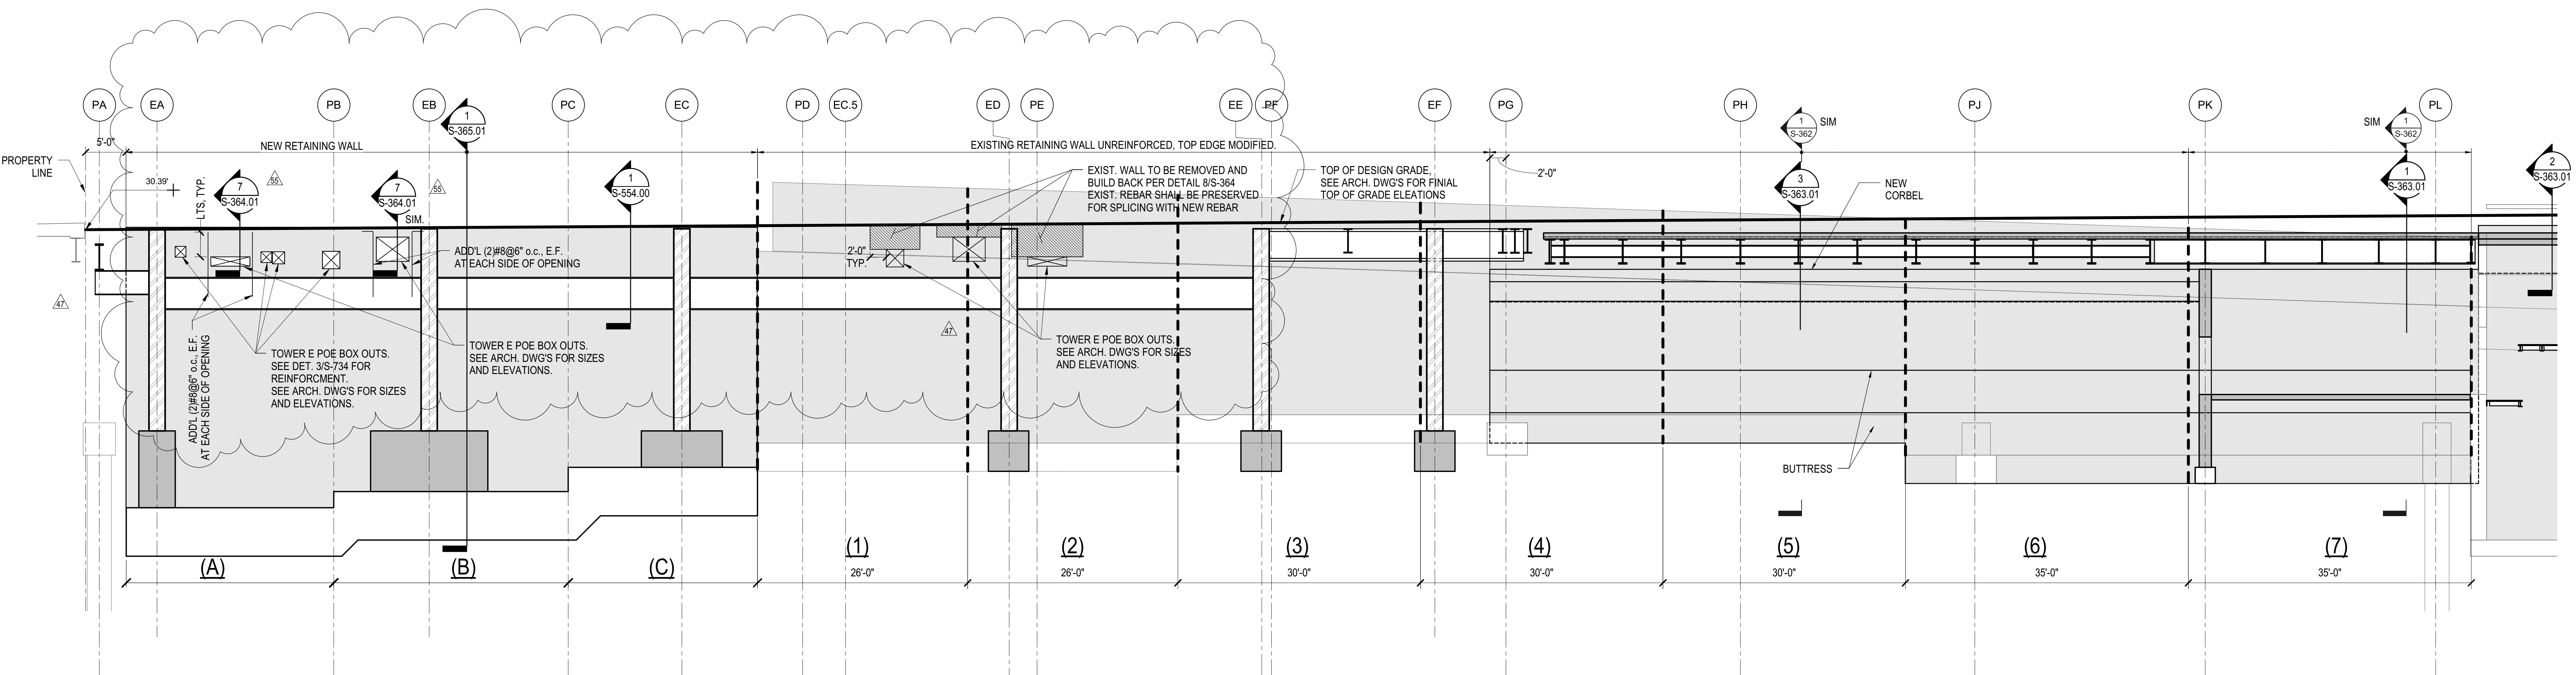 PA
EA
PB
EB
PC
EC
PD
EC.5
ED
PE
EE
PF
EF
PG
PH
PJ
PK
PL
1
S-365.01
1
S-362
SIM
SIM
1
S-362
5'-0"
NEW RETAINING WALL
EXISTING RETAINING WALL UNREINFORCED, TOP EDGE MODIFIED.
PROPERTY
LINE
30.39'
LTS, TYP.
7
S-364.01
55
7
S-364.01
SIM.
55
1
S-554.00
EXIST. WALL TO BE REMOVED AND
BUILD BACK PER DETAIL 8/S-364
EXIST. REBAR SHALL BE PRESERVED
FOR SPLICING WITH NEW REBAR
TOP OF DESIGN GRADE,
SEE ARCH. DWG'S FOR FINIAL
TOP OF GRADE ELEATIONS
2'-0"
3
S-363.01
NEW
CORBEL
1
S-363.01
2
S-363.01
ADD'L (2)#8@6" o.c., E.F.
AT EACH SIDE OF OPENING
2'-0"
TYP.
47
47
ADD'L (2)#8@6" o.c., E.F.
AT EACH SIDE OF OPENING
TOWER E POE BOX OUTS.
SEE DET. 3/S-734 FOR
REINFORCMENT.
SEE ARCH. DWG'S FOR SIZES
AND ELEVATIONS.
TOWER E POE BOX OUTS.
SEE ARCH. DWG'S FOR SIZES
AND ELEVATIONS.
TOWER E POE BOX OUTS.
SEE ARCH. DWG'S FOR SIZES
AND ELEVATIONS.
BUTTRESS
(A)
(B)
(C)
(1)
(2)
(3)
(4)
(5)
(6)
(7)
26'-0"
26'-0"
30'-0"
30'-0"
30'-0"
35'-0"
35'-0"